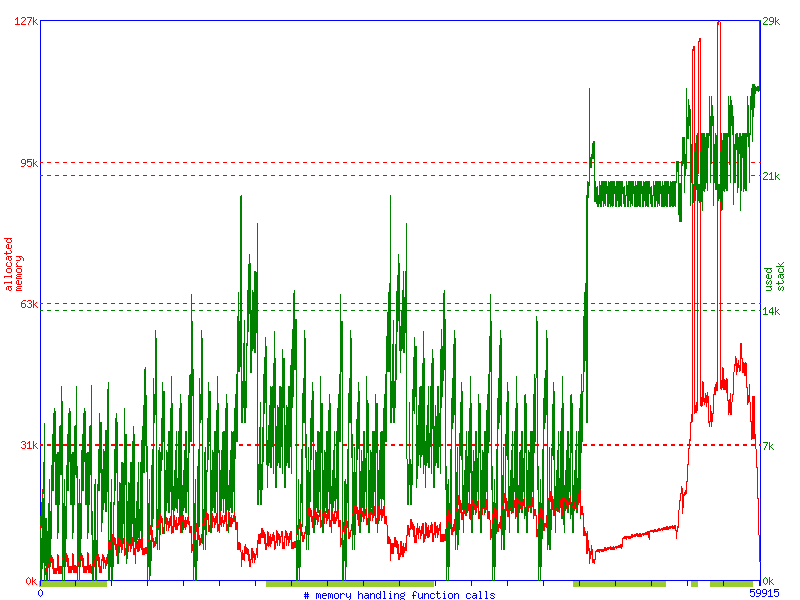 127k
29k
95k
21k
allocated
memory
used
stack
63k
14k
31k
7k
0k
0k
0
# memory handling function calls
59915